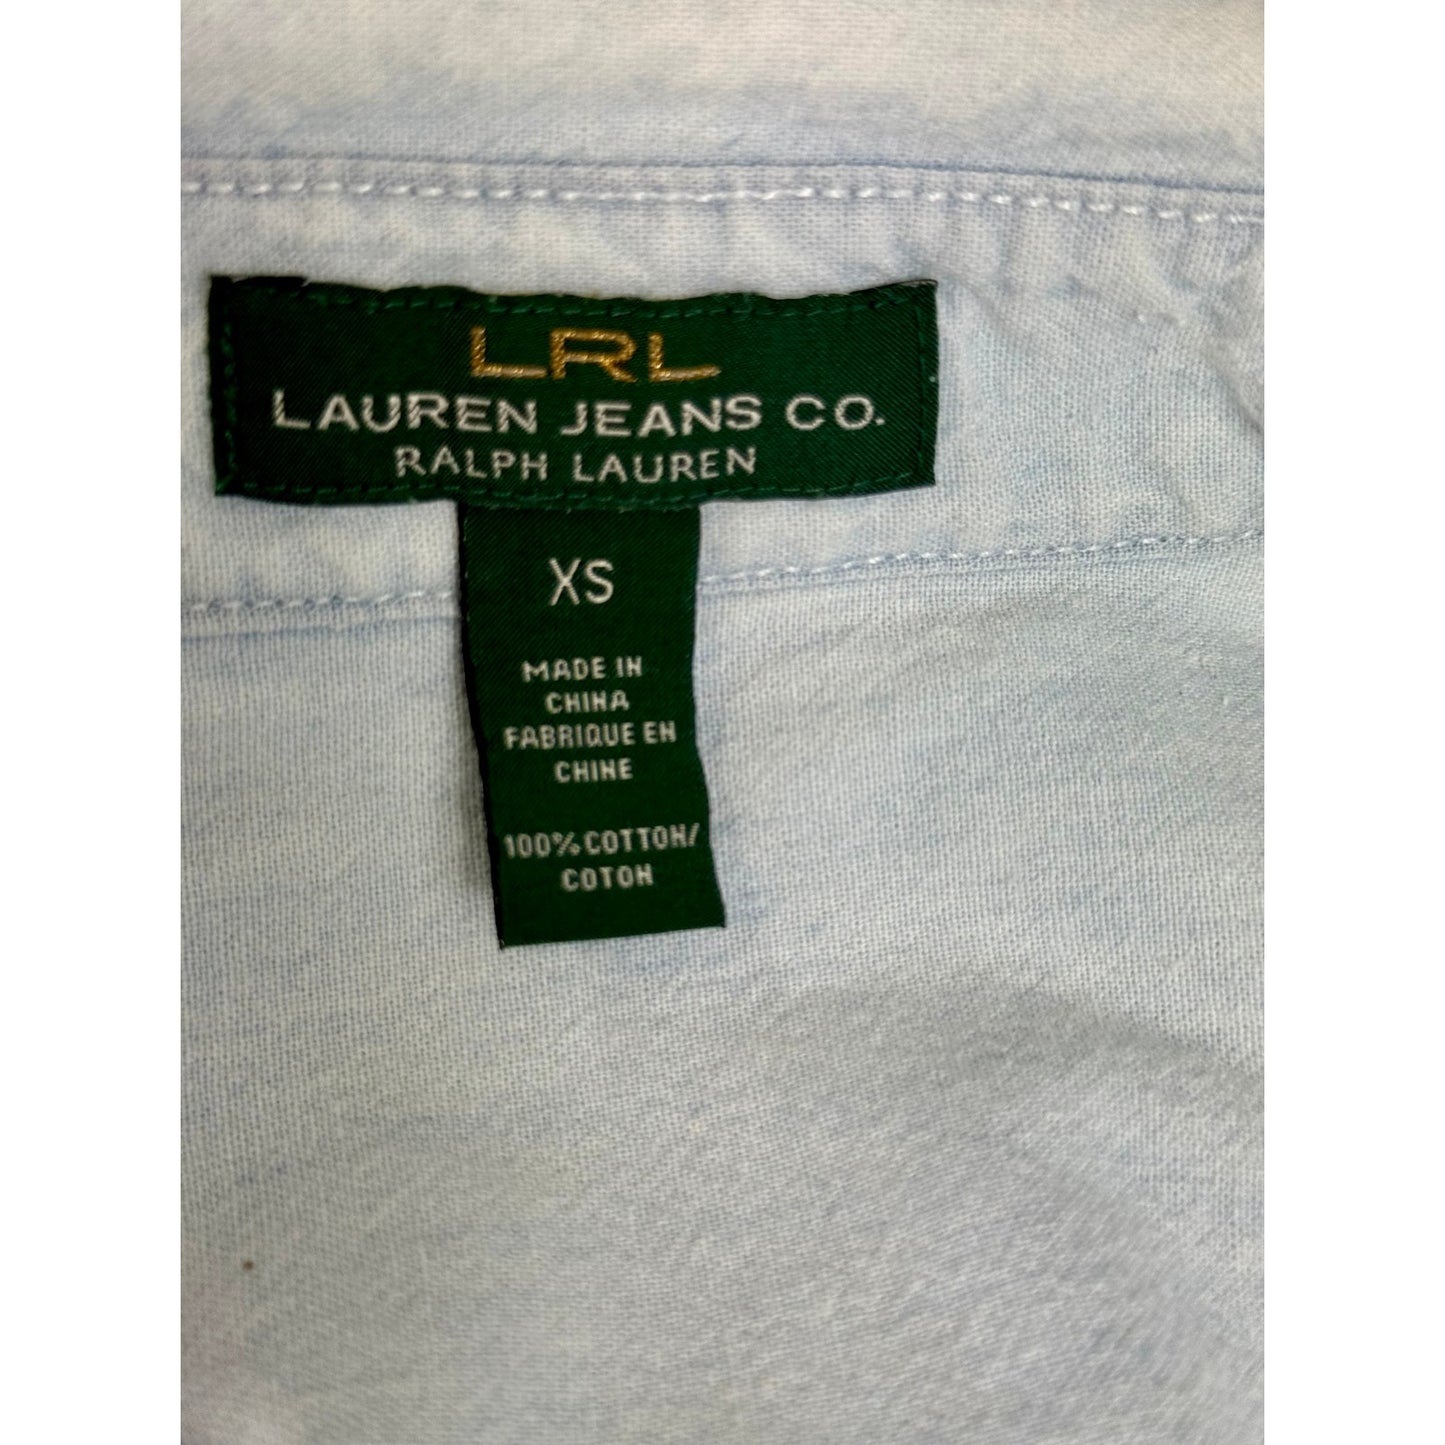 LRL
LAUREN JEANS CO.
RALPH LAUREN
XS
MADE IN
CHINA
FABRIQUE EN
CHINE
100% COTTON/
COTON